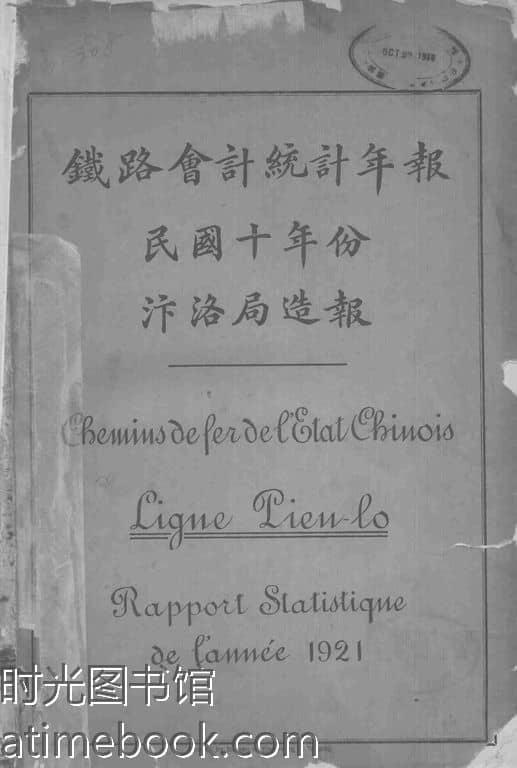 OCT 1938
鐵路會計統計年報
民國十年份
汴洛局造報
Chemins de fer de l'Etat Chinois
Ligne Pien-lo
Rapport Statistique
de l'année 1921
时光图书馆
atimebook.com